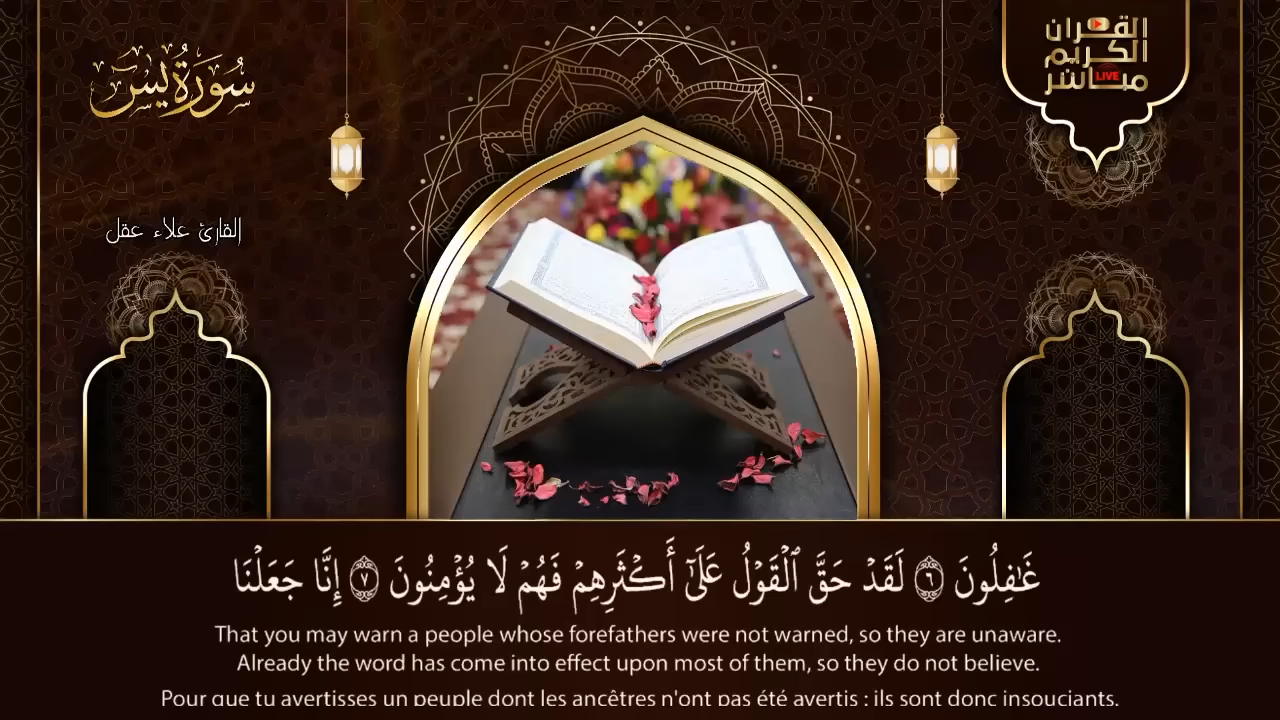 سُورَةُ يس
القرآن
الكريم
مباشر
LIVE
القارئ علاء عقل
غَـٰفِلُونَ ٦ لَقَدْ حَقَّ ٱلْقَوْلُ عَلَىٰٓ أَكْثَرِهِمْ فَهُمْ لَا يُؤْمِنُونَ ٧ إِنَّا جَعَلْنَا
That you may warn a people whose forefathers were not warned, so they are unaware.
Already the word has come into effect upon most of them, so they do not believe.
Pour que tu avertisses un peuple dont les ancêtres n'ont pas été avertis : ils sont donc insouciants.